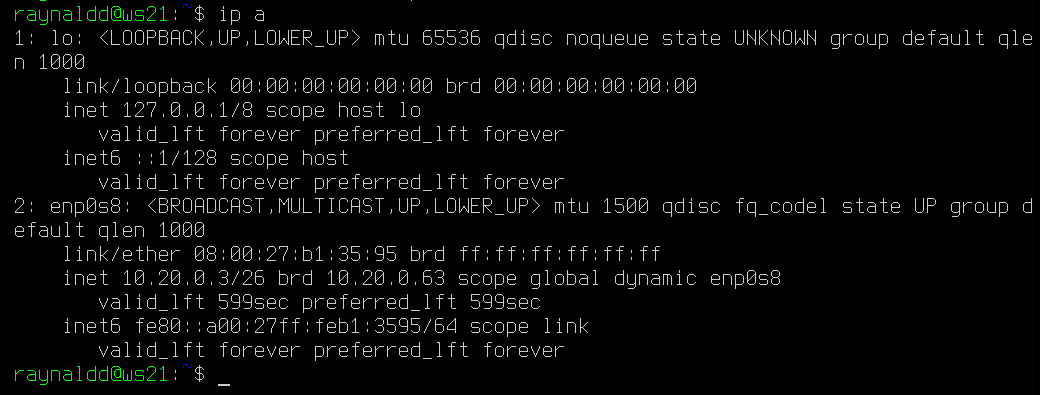 raynaldd@ws21:~$ ip a
1: lo: <LOOPBACK,UP,LOWER_UP> mtu 65536 qdisc noqueue state UNKNOWN group default qle
n 1000
    link/loopback 00:00:00:00:00:00 brd 00:00:00:00:00:00
    inet 127.0.0.1/8 scope host lo
       valid_lft forever preferred_lft forever
    inet6 ::1/128 scope host
       valid_lft forever preferred_lft forever
2: enp0s8: <BROADCAST,MULTICAST,UP,LOWER_UP> mtu 1500 qdisc fq_codel state UP group d
efault qlen 1000
    link/ether 08:00:27:b1:35:95 brd ff:ff:ff:ff:ff:ff
    inet 10.20.0.3/26 brd 10.20.0.63 scope global dynamic enp0s8
       valid_lft 599sec preferred_lft 599sec
    inet6 fe80::a00:27ff:feb1:3595/64 scope link
       valid_lft forever preferred_lft forever
raynaldd@ws21:~$ _